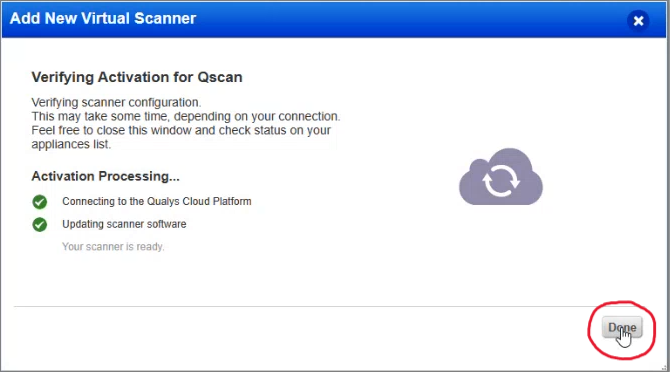 Add New Virtual Scanner
Verifying Activation for Qscan
Verifying scanner configuration.
This may take some time, depending on your connection.
Feel free to close this window and check status on your
appliances list.
Activation Processing...
Connecting to the Qualys Cloud Platform
Updating scanner software
Your scanner is ready.
Done